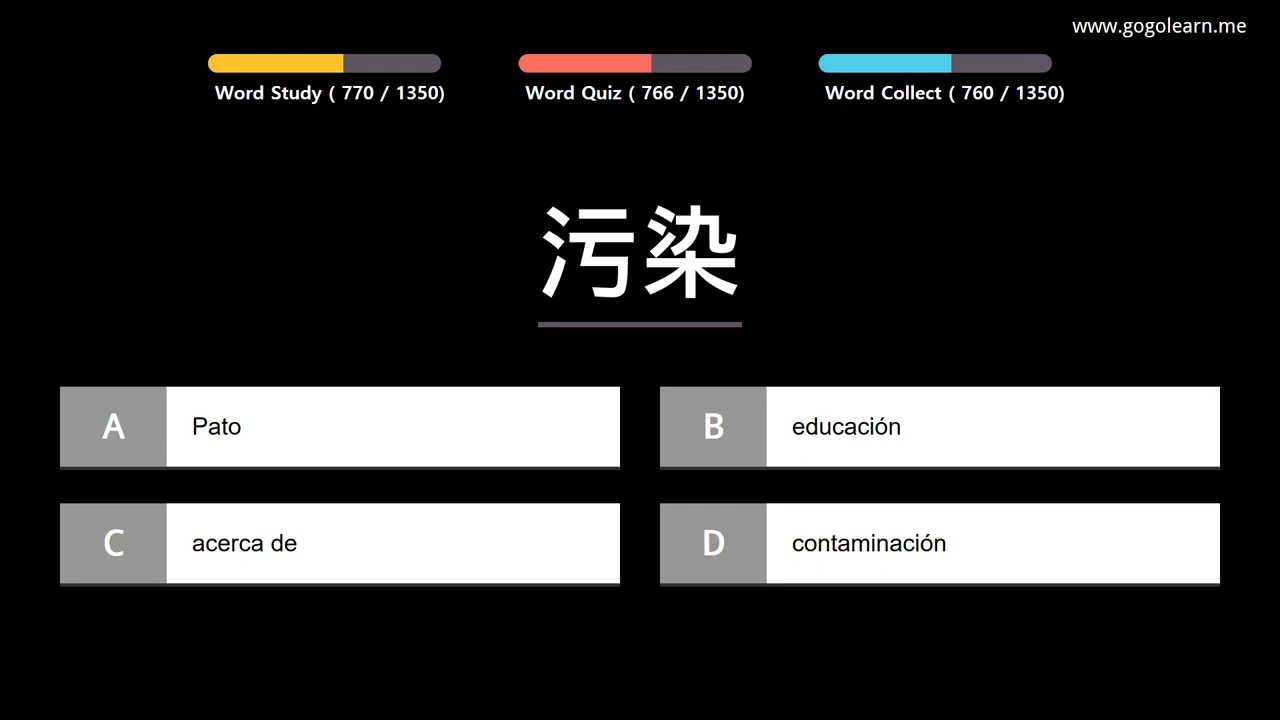 www.gogolearn.me
Word Study ( 770 / 1350)
Word Quiz ( 766 / 1350)
Word Collect ( 760 / 1350)
污染
A Pato
B educación
C acerca de
D contaminación